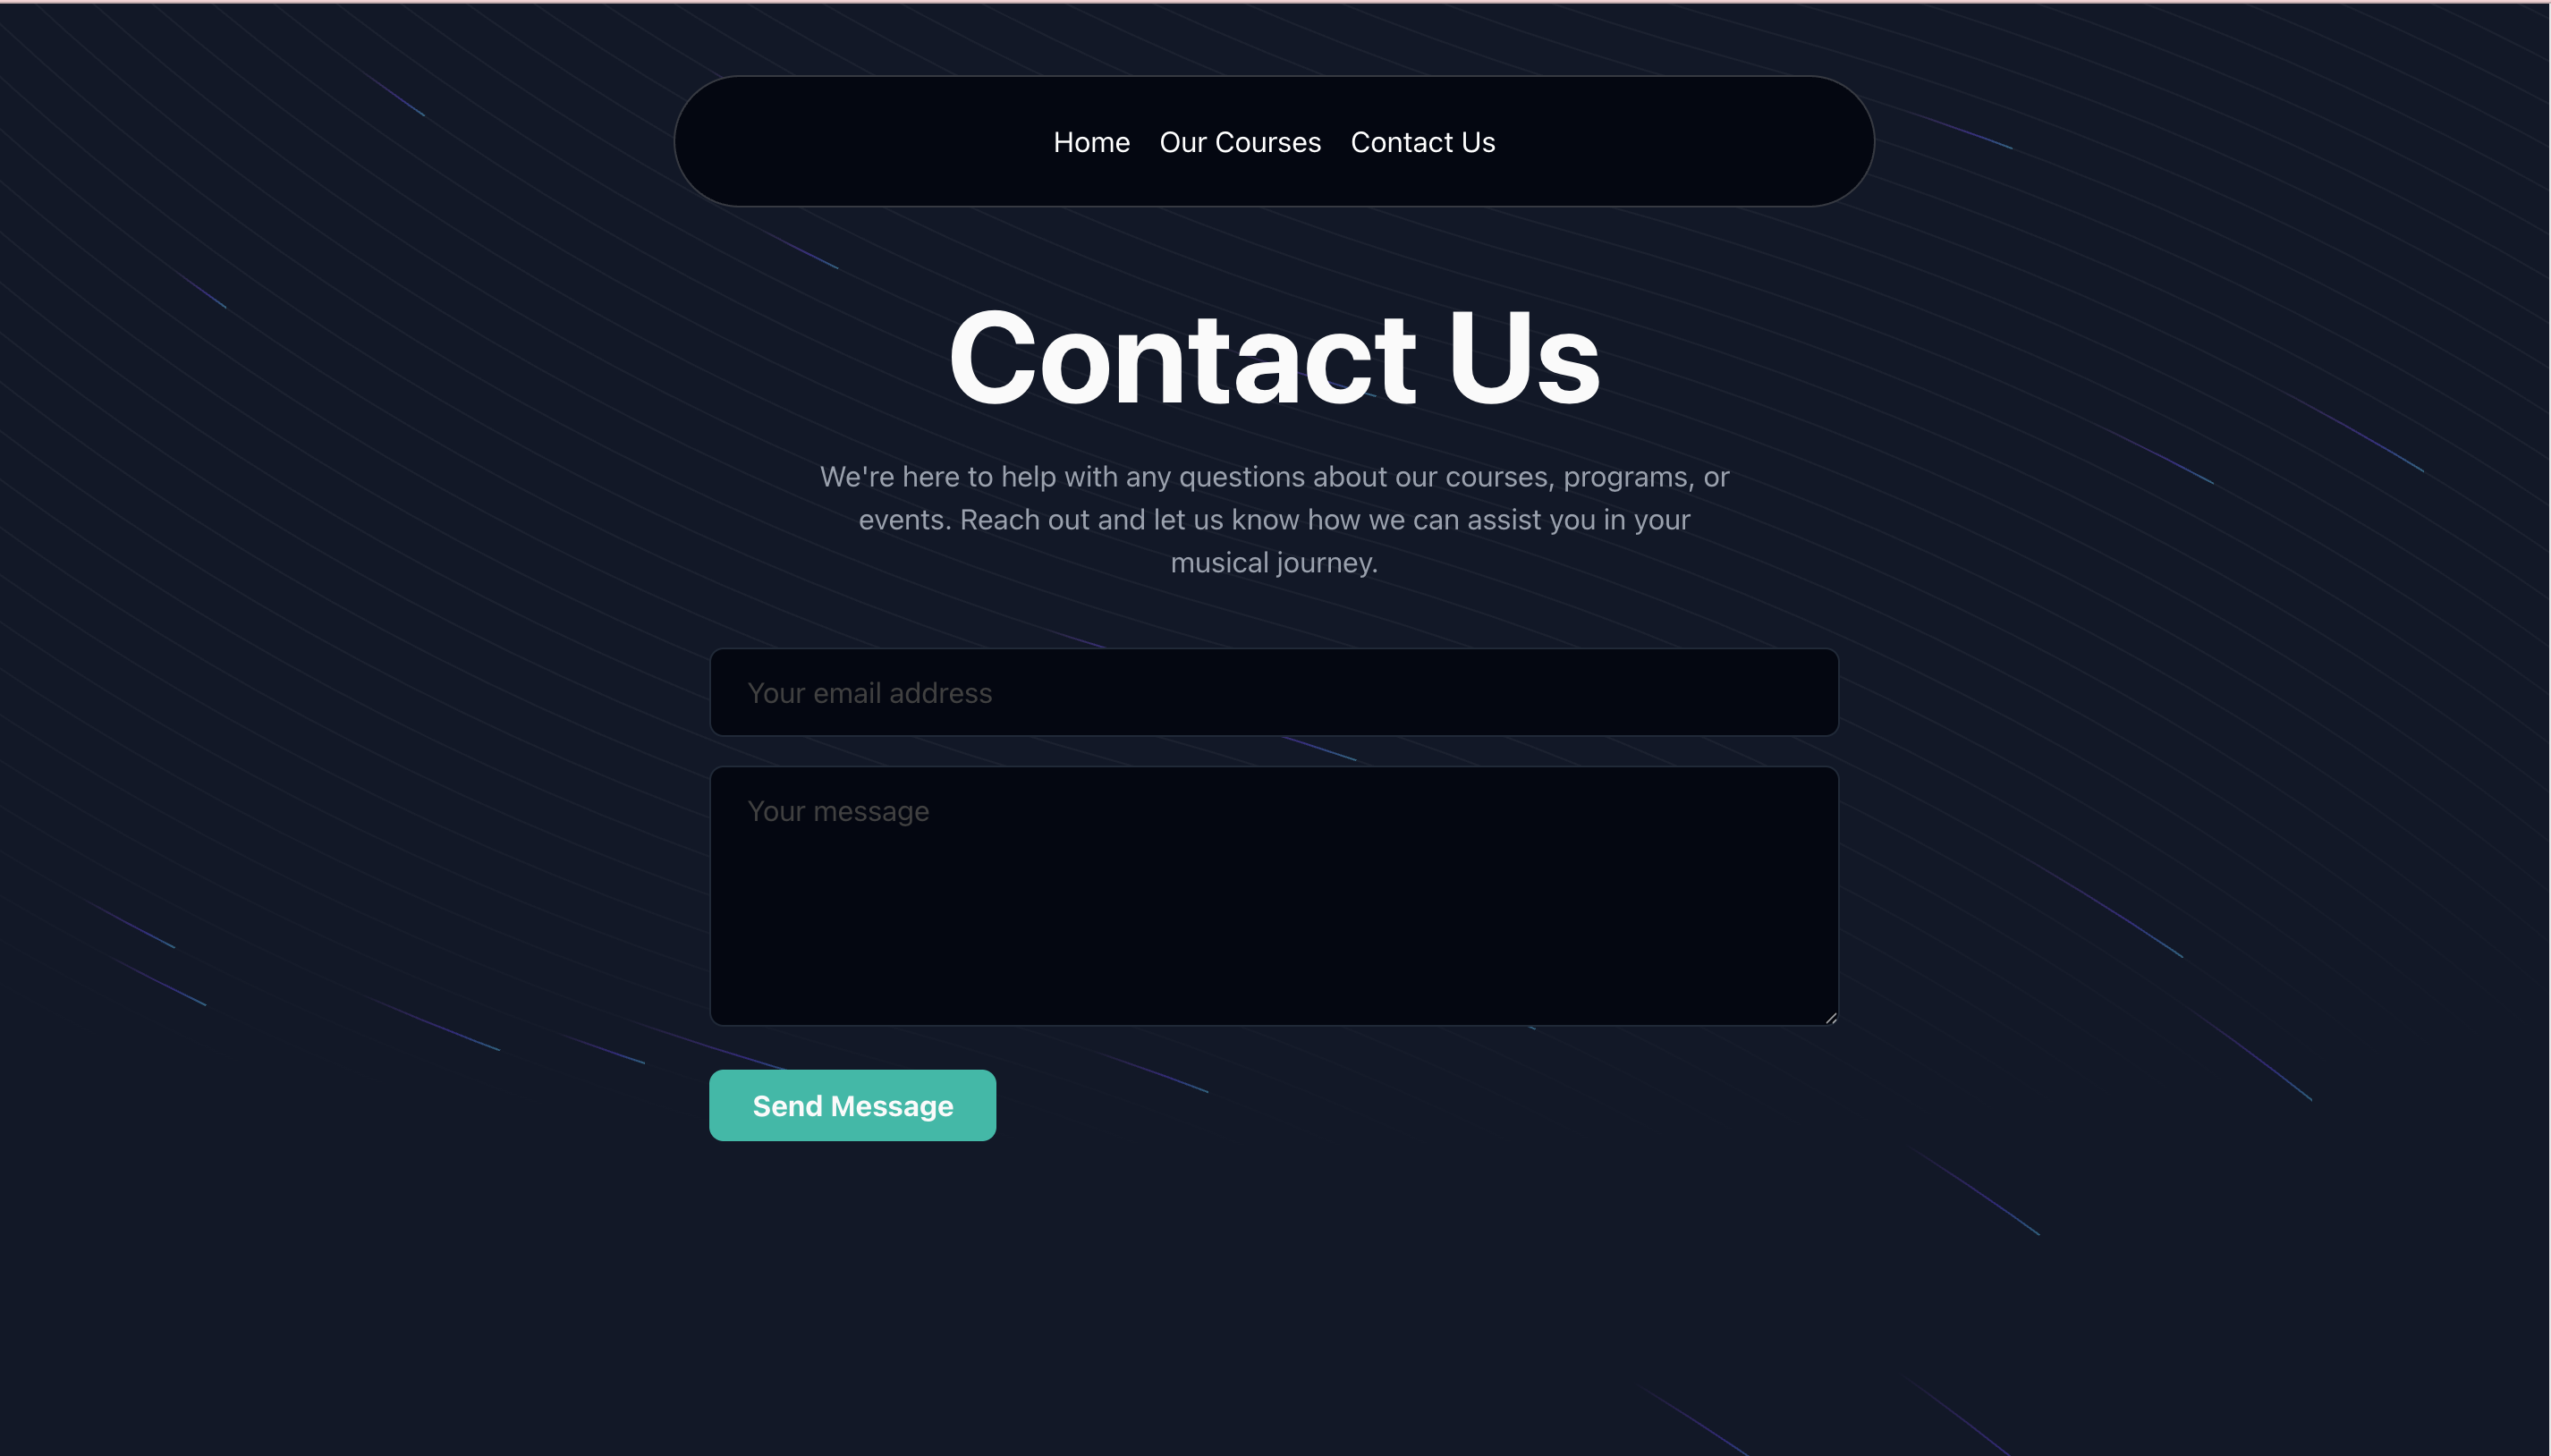 Home Our Courses Contact Us
Contact Us
We're here to help with any questions about our courses, programs, or
events. Reach out and let us know how we can assist you in your
musical journey.
Your email address
Your message
Send Message